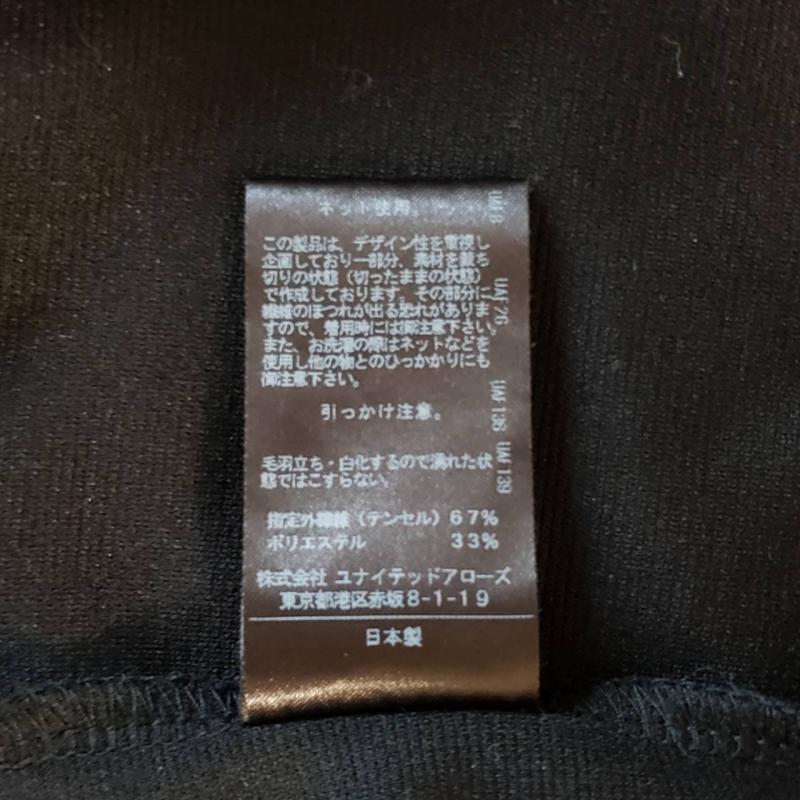 ネット使用。
この製品は、デザイン性を重視し
企画しており一部分、素材を裁ち
切りの状態（切ったままの状態）
で作成しております。その部分に
繊維のほつれが出る恐れがありま
すので、着用時には御注意下さい。
また、お洗濯の際はネットなどを
使用し他の物とのひっかかりにも
御注意下さい。
引っかけ注意。
毛羽立ち・白化するので濡れた状
態ではこすらない。
指定外繊維（テンセル）67%
ポリエステル 33%
株式会社 ユナイテッドアローズ
東京都港区赤坂8-1-19
日本製
UAf 136 UAf 139